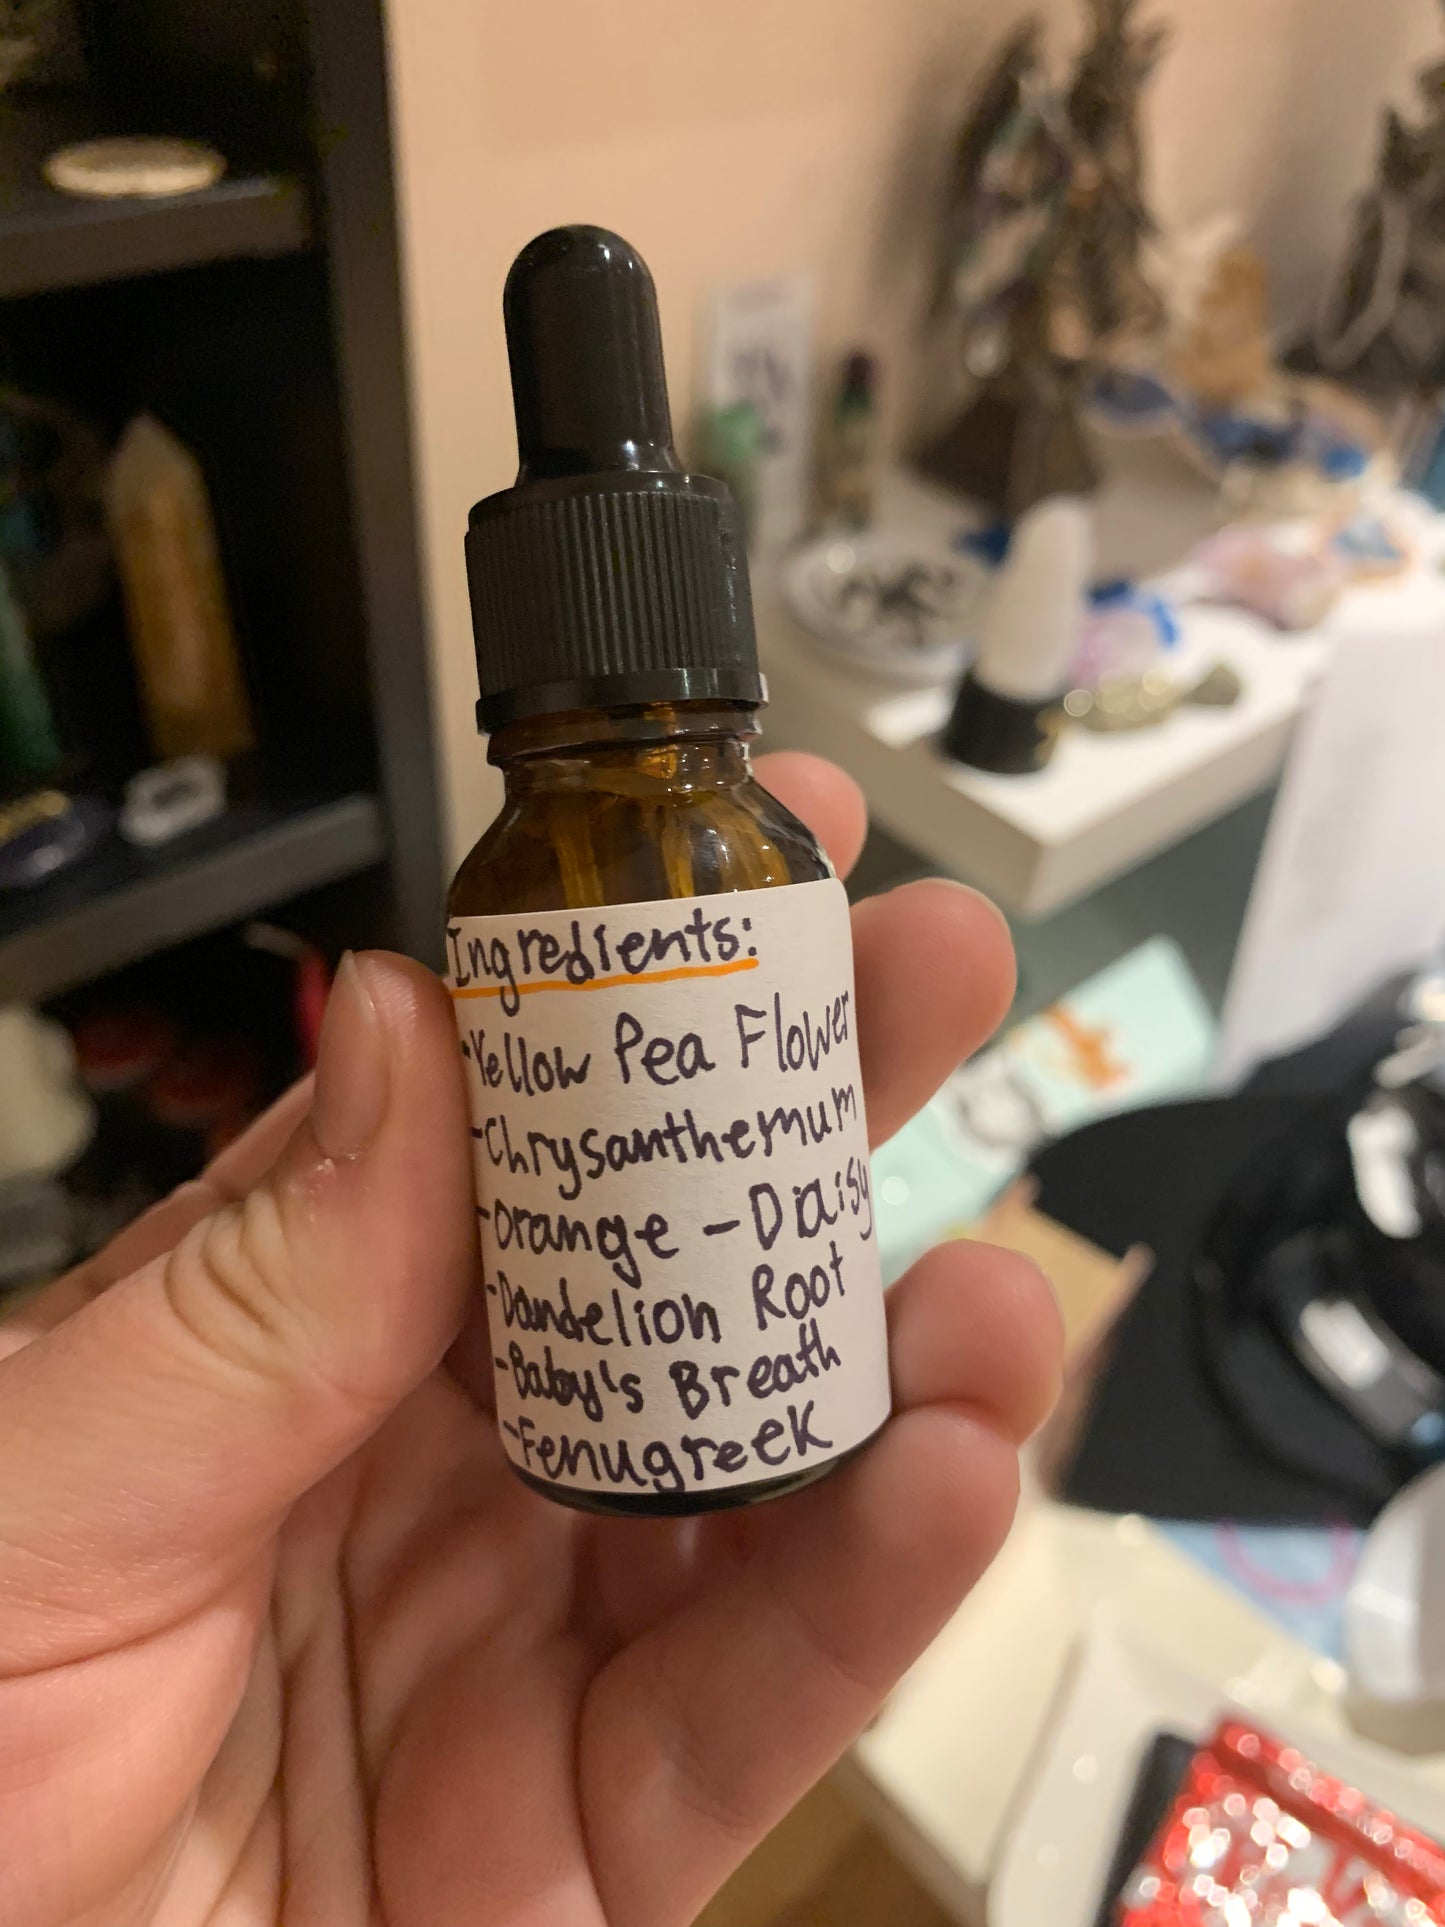 Ingredients:
-Yellow Pea Flower
-Chrysanthemum
-Orange -Daisy
-Dandelion Root
-Baby's Breath
-Fenugreek